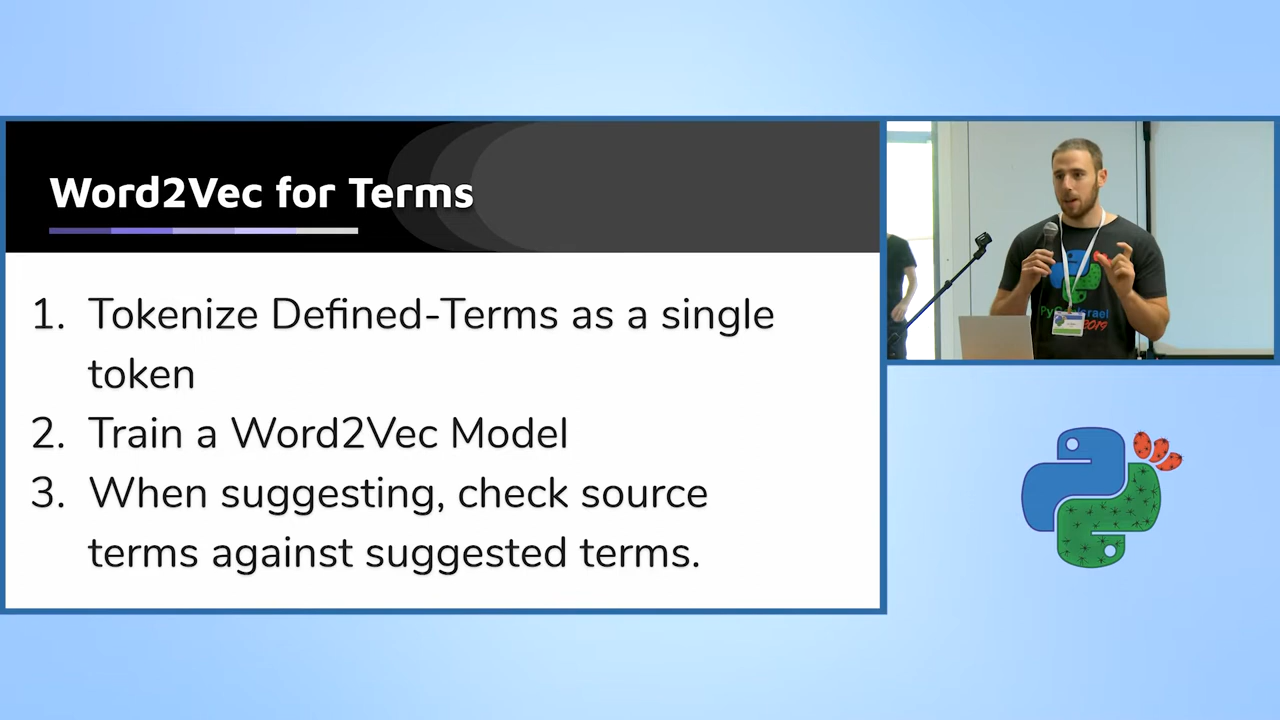 Word2Vec for Terms
1. Tokenize Defined-Terms as a single
token
2. Train a Word2Vec Model
3. When suggesting, check source
terms against suggested terms.
2019